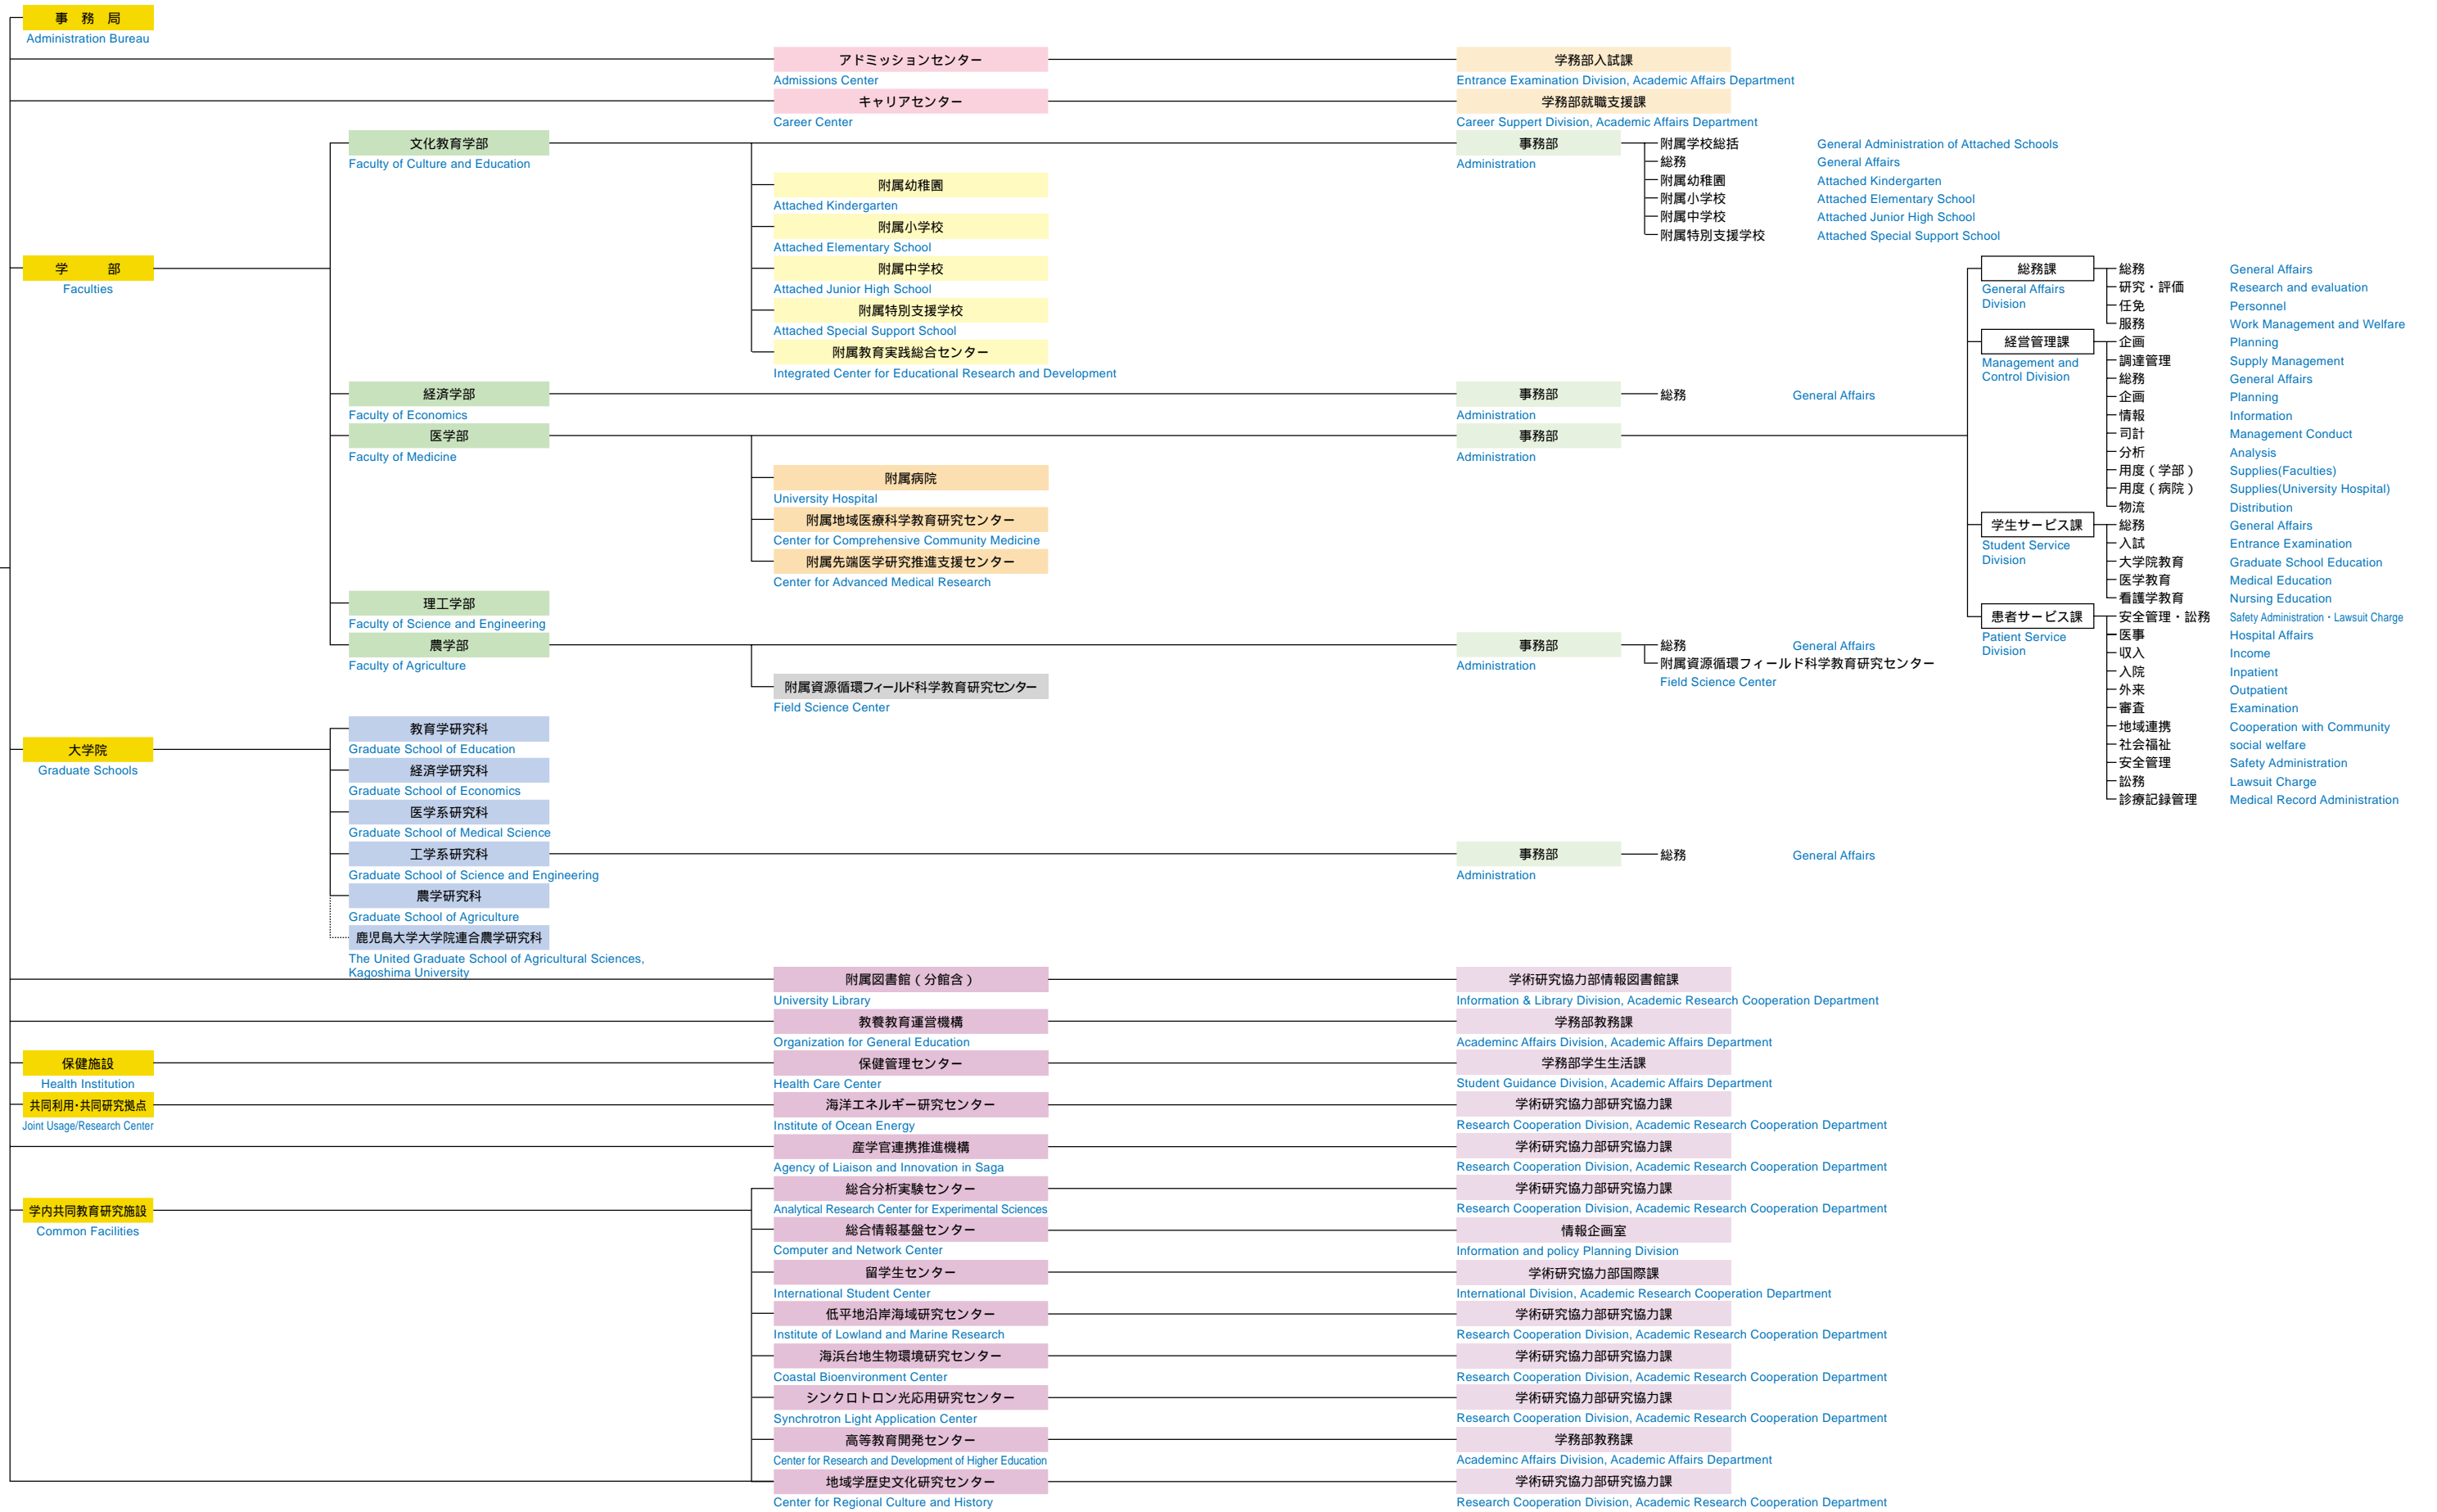 事　務　局
Administration Bureau
アドミッションセンター
学務部入試課
Admissions Center
Entrance Examination Division, Academic Affairs Department
キャリアセンター
学務部就職支援課
Career Center
Career Suppert Division, Academic Affairs Department
文化教育学部
Faculty of Culture and Education
事務部
Administration
附属学校総括 General Administration of Attached Schools
総務 General Affairs
附属幼稚園 Attached Kindergarten
附属小学校 Attached Elementary School
附属中学校 Attached Junior High School
附属特別支援学校 Attached Special Support School
附属幼稚園
Attached Kindergarten
附属小学校
Attached Elementary School
附属中学校
Attached Junior High School
附属特別支援学校
Attached Special Support School
附属教育実践総合センター
Integrated Center for Educational Research and Development
学　　　部
Faculties
経済学部
Faculty of Economics
事務部
Administration
総務 General Affairs
医学部
Faculty of Medicine
事務部
Administration
附属病院
University Hospital
附属地域医療科学教育研究センター
Center for Comprehensive Community Medicine
附属先端医学研究推進支援センター
Center for Advanced Medical Research
総務課
General Affairs
Division
総務 General Affairs
研究・評価 Research and evaluation
任免 Personnel
服務 Work Management and Welfare
経営管理課
Management and
Control Division
企画 Planning
調達管理 Supply Management
総務 General Affairs
企画 Planning
情報 Information
司計 Management Conduct
分析 Analysis
用度（学部） Supplies(Faculties)
用度（病院） Supplies(University Hospital)
物流 Distribution
学生サービス課
Student Service
Division
総務 General Affairs
入試 Entrance Examination
大学院教育 Graduate School Education
医学教育 Medical Education
看護学教育 Nursing Education
患者サービス課
Patient Service
Division
安全管理・訟務 Safety Administration・Lawsuit Charge
医事 Hospital Affairs
収入 Income
入院 Inpatient
外来 Outpatient
審査 Examination
地域連携 Cooperation with Community
社会福祉 social welfare
安全管理 Safety Administration
訟務 Lawsuit Charge
診療記録管理 Medical Record Administration
理工学部
Faculty of Science and Engineering
農学部
Faculty of Agriculture
事務部
Administration
総務 General Affairs
附属資源循環フィールド科学教育研究センター
Field Science Center
附属資源循環フィールド科学教育研究センター
Field Science Center
大学院
Graduate Schools
教育学研究科
Graduate School of Education
経済学研究科
Graduate School of Economics
医学系研究科
Graduate School of Medical Science
工学系研究科
Graduate School of Science and Engineering
事務部
Administration
総務 General Affairs
農学研究科
Graduate School of Agriculture
鹿児島大学大学院連合農学研究科
The United Graduate School of Agricultural Sciences,
Kagoshima University
附属図書館（分館含）
学術研究協力部情報図書館課
University Library
Information & Library Division, Academic Research Cooperation Department
教養教育運営機構
学務部教務課
Organization for General Education
Academinc Affairs Division, Academic Affairs Department
保健施設
保健管理センター
学務部学生生活課
Health Institution
Health Care Center
Student Guidance Division, Academic Affairs Department
共同利用・共同研究拠点
海洋エネルギー研究センター
学術研究協力部研究協力課
Joint Usage/Research Center
Institute of Ocean Energy
Research Cooperation Division, Academic Research Cooperation Department
産学官連携推進機構
学術研究協力部研究協力課
Agency of Liaison and Innovation in Saga
Research Cooperation Division, Academic Research Cooperation Department
学内共同教育研究施設
Common Facilities
総合分析実験センター
学術研究協力部研究協力課
Analytical Research Center for Experimental Sciences
Research Cooperation Division, Academic Research Cooperation Department
総合情報基盤センター
情報企画室
Computer and Network Center
Information and policy Planning Division
留学生センター
学術研究協力部国際課
International Student Center
International Division, Academic Research Cooperation Department
低平地沿岸海域研究センター
学術研究協力部研究協力課
Institute of Lowland and Marine Research
Research Cooperation Division, Academic Research Cooperation Department
海浜台地生物環境研究センター
学術研究協力部研究協力課
Coastal Bioenvironment Center
Research Cooperation Division, Academic Research Cooperation Department
シンクロトロン光応用研究センター
学術研究協力部研究協力課
Synchrotron Light Application Center
Research Cooperation Division, Academic Research Cooperation Department
高等教育開発センター
学務部教務課
Center for Research and Development of Higher Education
Academinc Affairs Division, Academic Affairs Department
地域学歴史文化研究センター
学術研究協力部研究協力課
Center for Regional Culture and History
Research Cooperation Division, Academic Research Cooperation Department